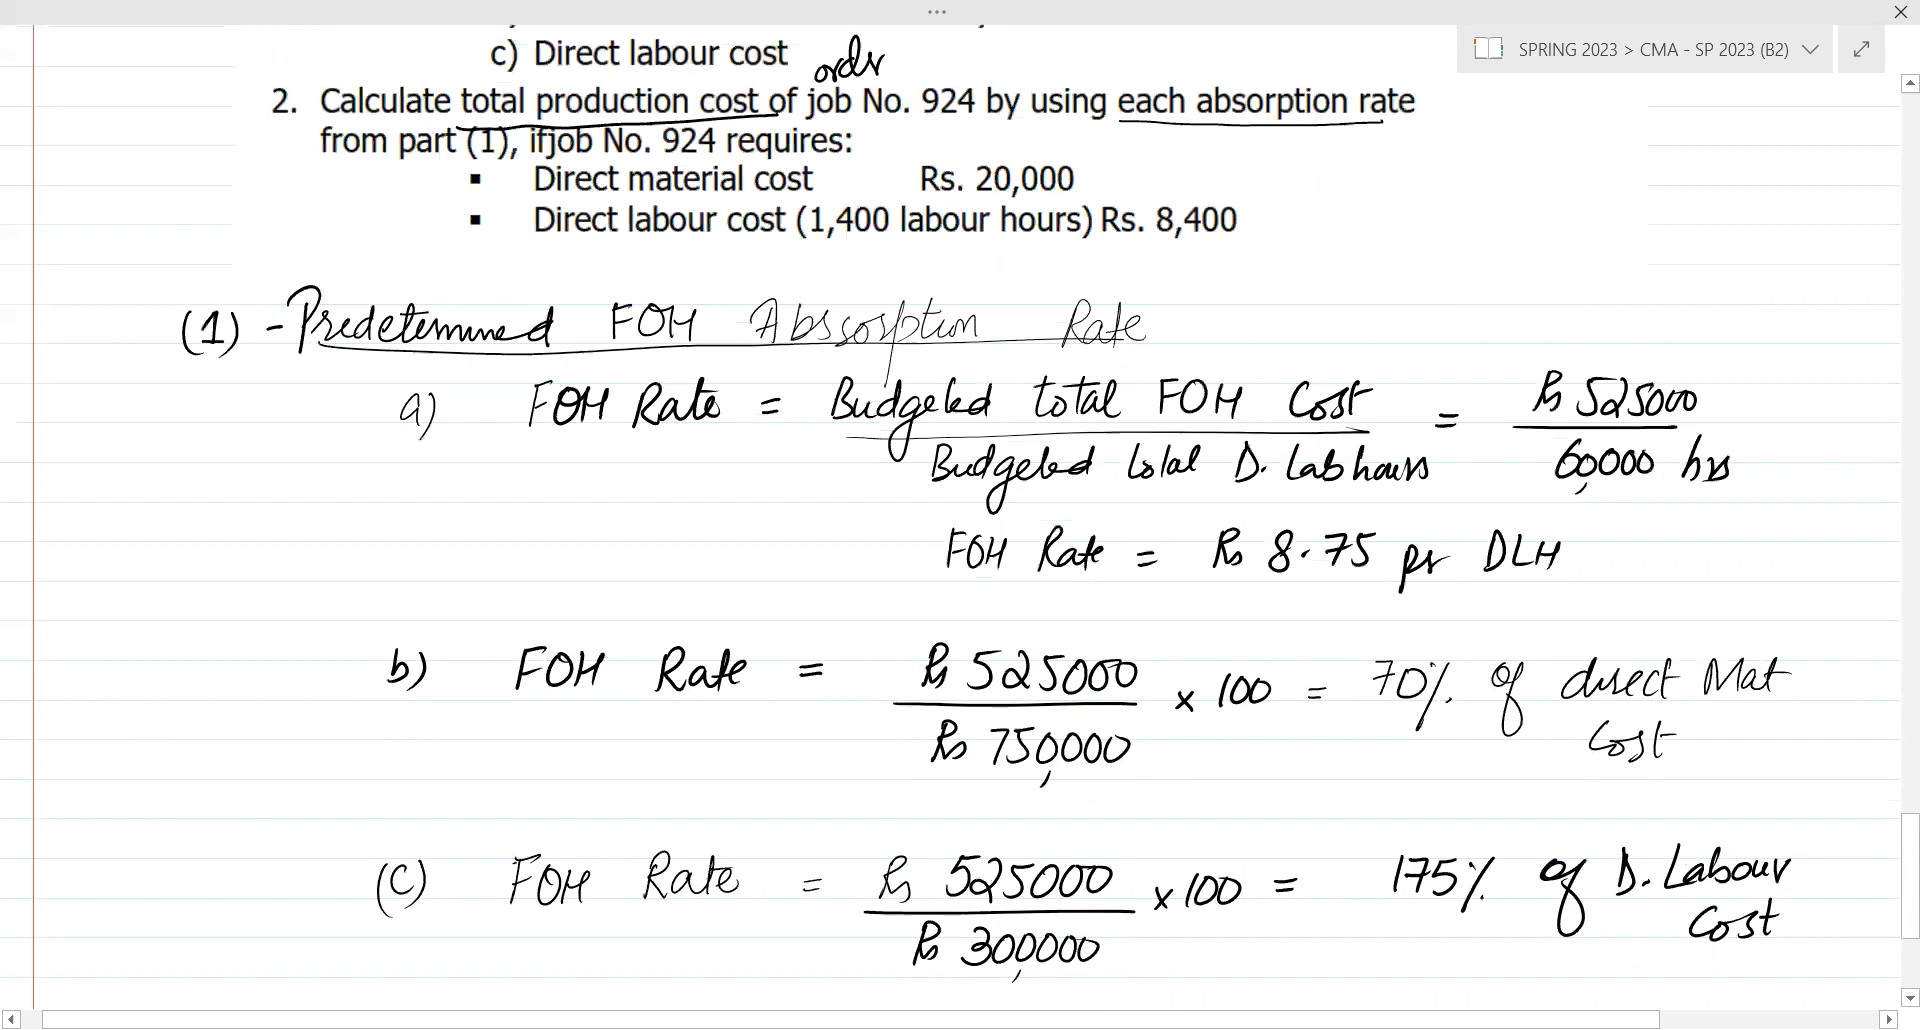 SPRING 2023 > CMA - SP 2023 (B2)
c) Direct labour cost
order
2. Calculate total production cost of job No. 924 by using each absorption rate
from part (1), ifjob No. 924 requires:
▪ Direct material cost Rs. 20,000
▪ Direct labour cost (1,400 labour hours) Rs. 8,400
(1) - Predetermined FOH Abscorption Rate
a) FOH Rate = Budgeted total FOH Cost = Rs 525000
Budgeted total D. Lab hours 60,000 hrs
FOH Rate = Rs 8.75 per DLH
b) FOH Rate = Rs 525000 x 100 = 70% of direct Mat
Rs 750,000 Cost
(C) FOH Rate = Rs 525000 x 100 = 175% of D. Labour
Rs 300,000 Cost